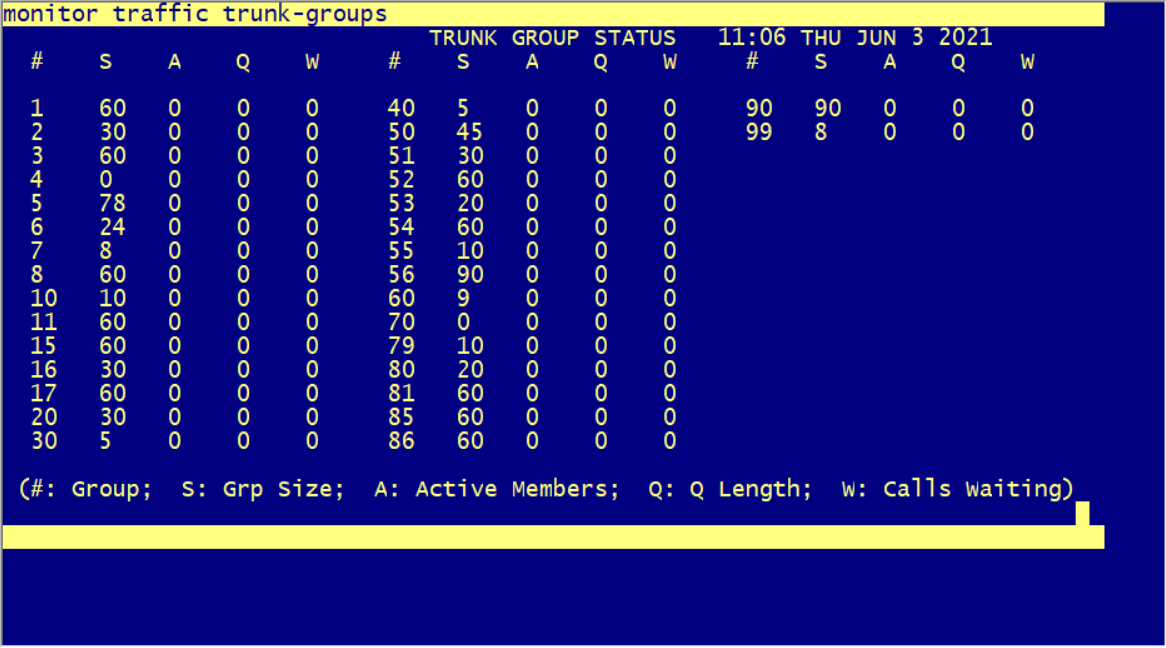 monitor traffic trunk-groups
TRUNK GROUP STATUS 11:06 THU JUN 3 2021
# S A Q W # S A Q W # S A Q W
1 60 0 0 0 40 5 0 0 0 90 90 0 0 0
2 30 0 0 0 50 45 0 0 0 99 8 0 0 0
3 60 0 0 0 51 30 0 0 0
4 0 0 0 0 52 60 0 0 0
5 78 0 0 0 53 20 0 0 0
6 24 0 0 0 54 60 0 0 0
7 8 0 0 0 55 10 0 0 0
8 60 0 0 0 56 90 0 0 0
10 10 0 0 0 60 9 0 0 0
11 60 0 0 0 70 0 0 0 0
15 60 0 0 0 79 10 0 0 0
16 30 0 0 0 80 20 0 0 0
17 60 0 0 0 81 60 0 0 0
20 30 0 0 0 85 60 0 0 0
30 5 0 0 0 86 60 0 0 0
(#: Group; S: Grp Size; A: Active Members; Q: Q Length; W: Calls Waiting)